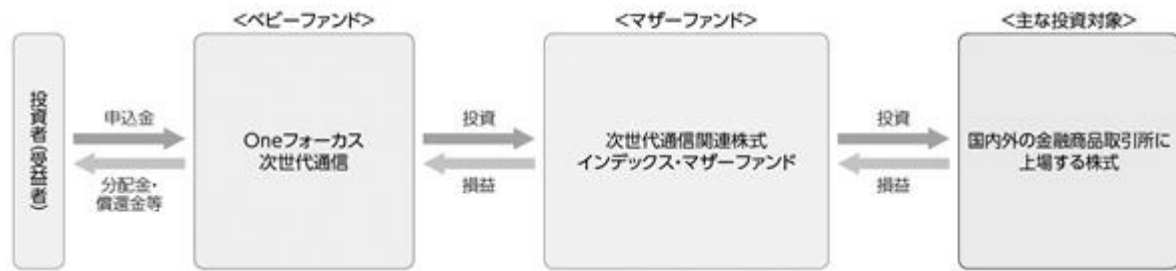 <ベビーファンド>
<マザーファンド>
<主な投資対象>
投資者(受益者)
申込金
分配金・
償還金等
Oneフォーカス
次世代通信
投資
損益
次世代通信関連株式
インデックス・マザーファンド
投資
損益
国内外の金融商品取引所に
上場する株式